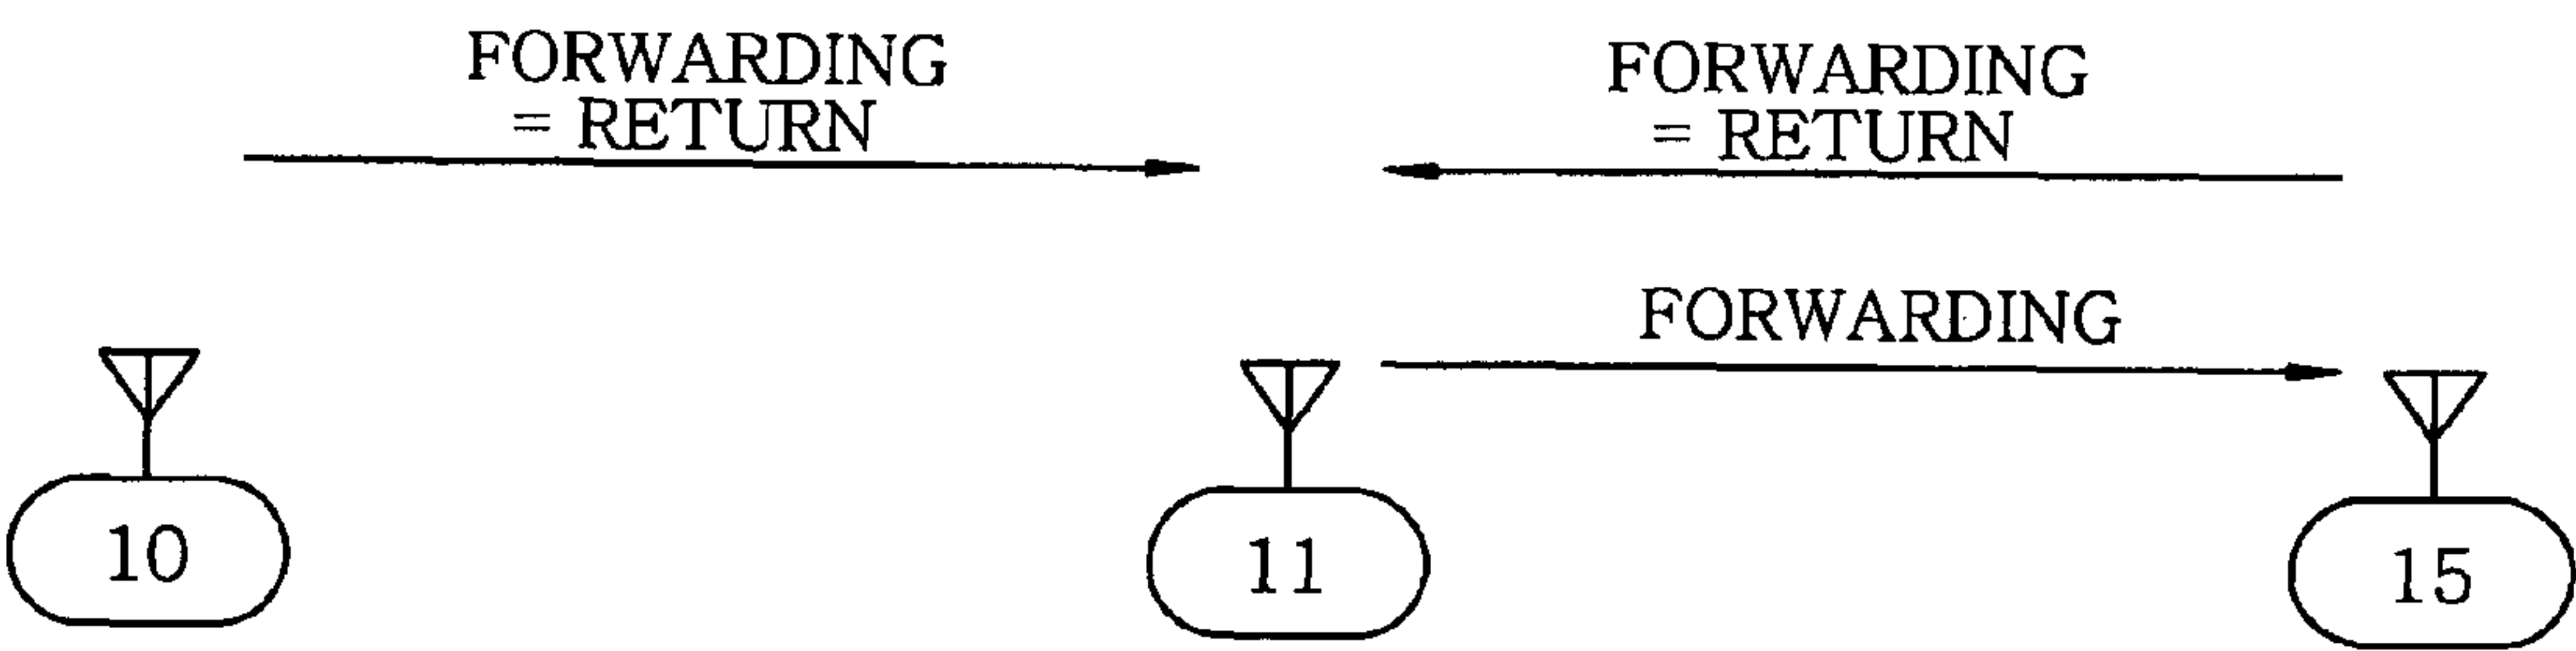 FORWARDING
= RETURN
FORWARDING
= RETURN
FORWARDING
10
11
15